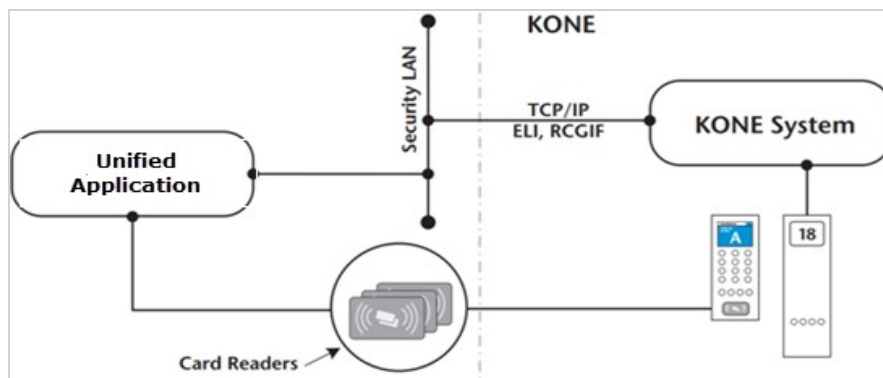 KONE
Security LAN
TCP/IP
ELI, RCGIF
KONE System
Unified
Application
A
18
Card Readers